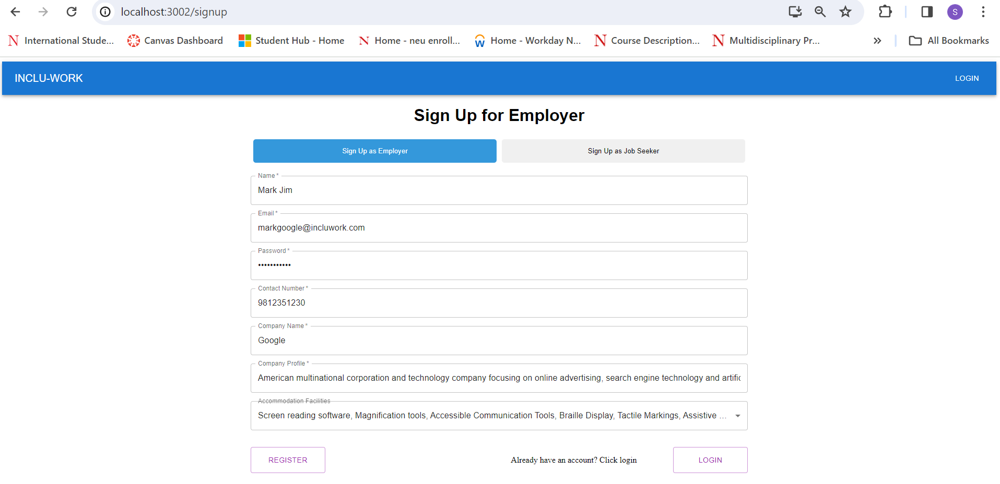 localhost:3002/signup
S
International Stude... Canvas Dashboard Student Hub - Home Home - neu enroll... Home - Workday N... Course Description... Multidisciplinary Pr... » All Bookmarks
INCLU-WORK LOGIN
Sign Up for Employer
Sign Up as Employer Sign Up as Job Seeker
Name *
Mark Jim
Email *
markgoogle@incluwork.com
Password *
•••••••••••
Contact Number *
9812351230
Company Name *
Google
Company Profile *
American multinational corporation and technology company focusing on online advertising, search engine technology and artific
Accommodation Facilities
Screen reading software, Magnification tools, Accessible Communication Tools, Braille Display, Tactile Markings, Assistive ...
REGISTER Already have an account? Click login LOGIN